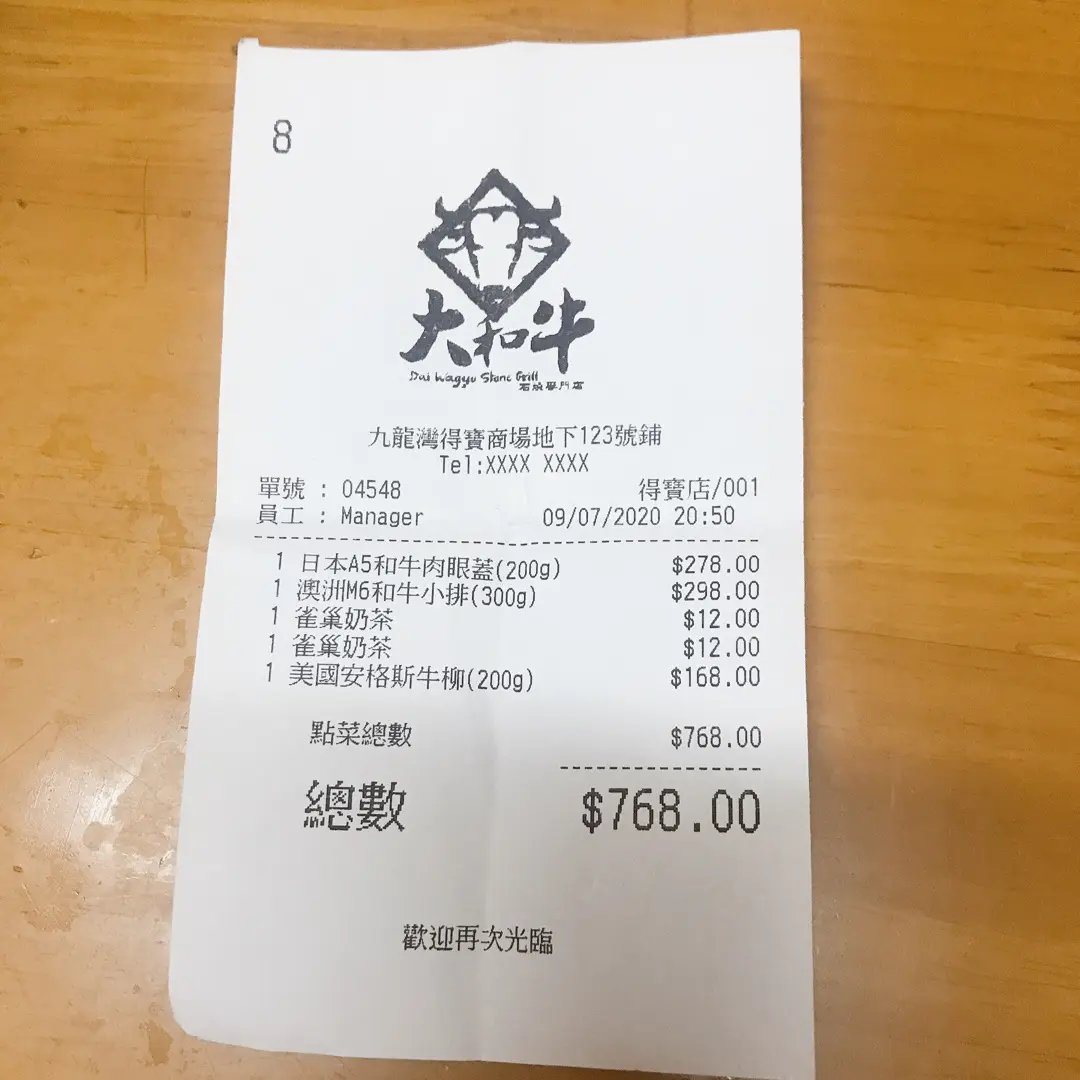 8
大和牛
Dai Wagyu Stone Grill
石燒專門店
九龍灣得寶商場地下123號鋪
Tel:XXXX XXXX
單號 : 04548 得寶店/001
員工 : Manager 09/07/2020 20:50
1 日本A5和牛肉眼蓋(200g) $278.00
1 澳洲M6和牛小排(300g) $298.00
1 雀巢奶茶 $12.00
1 雀巢奶茶 $12.00
1 美國安格斯牛柳(200g) $168.00
點菜總數 $768.00
總數 $768.00
歡迎再次光臨